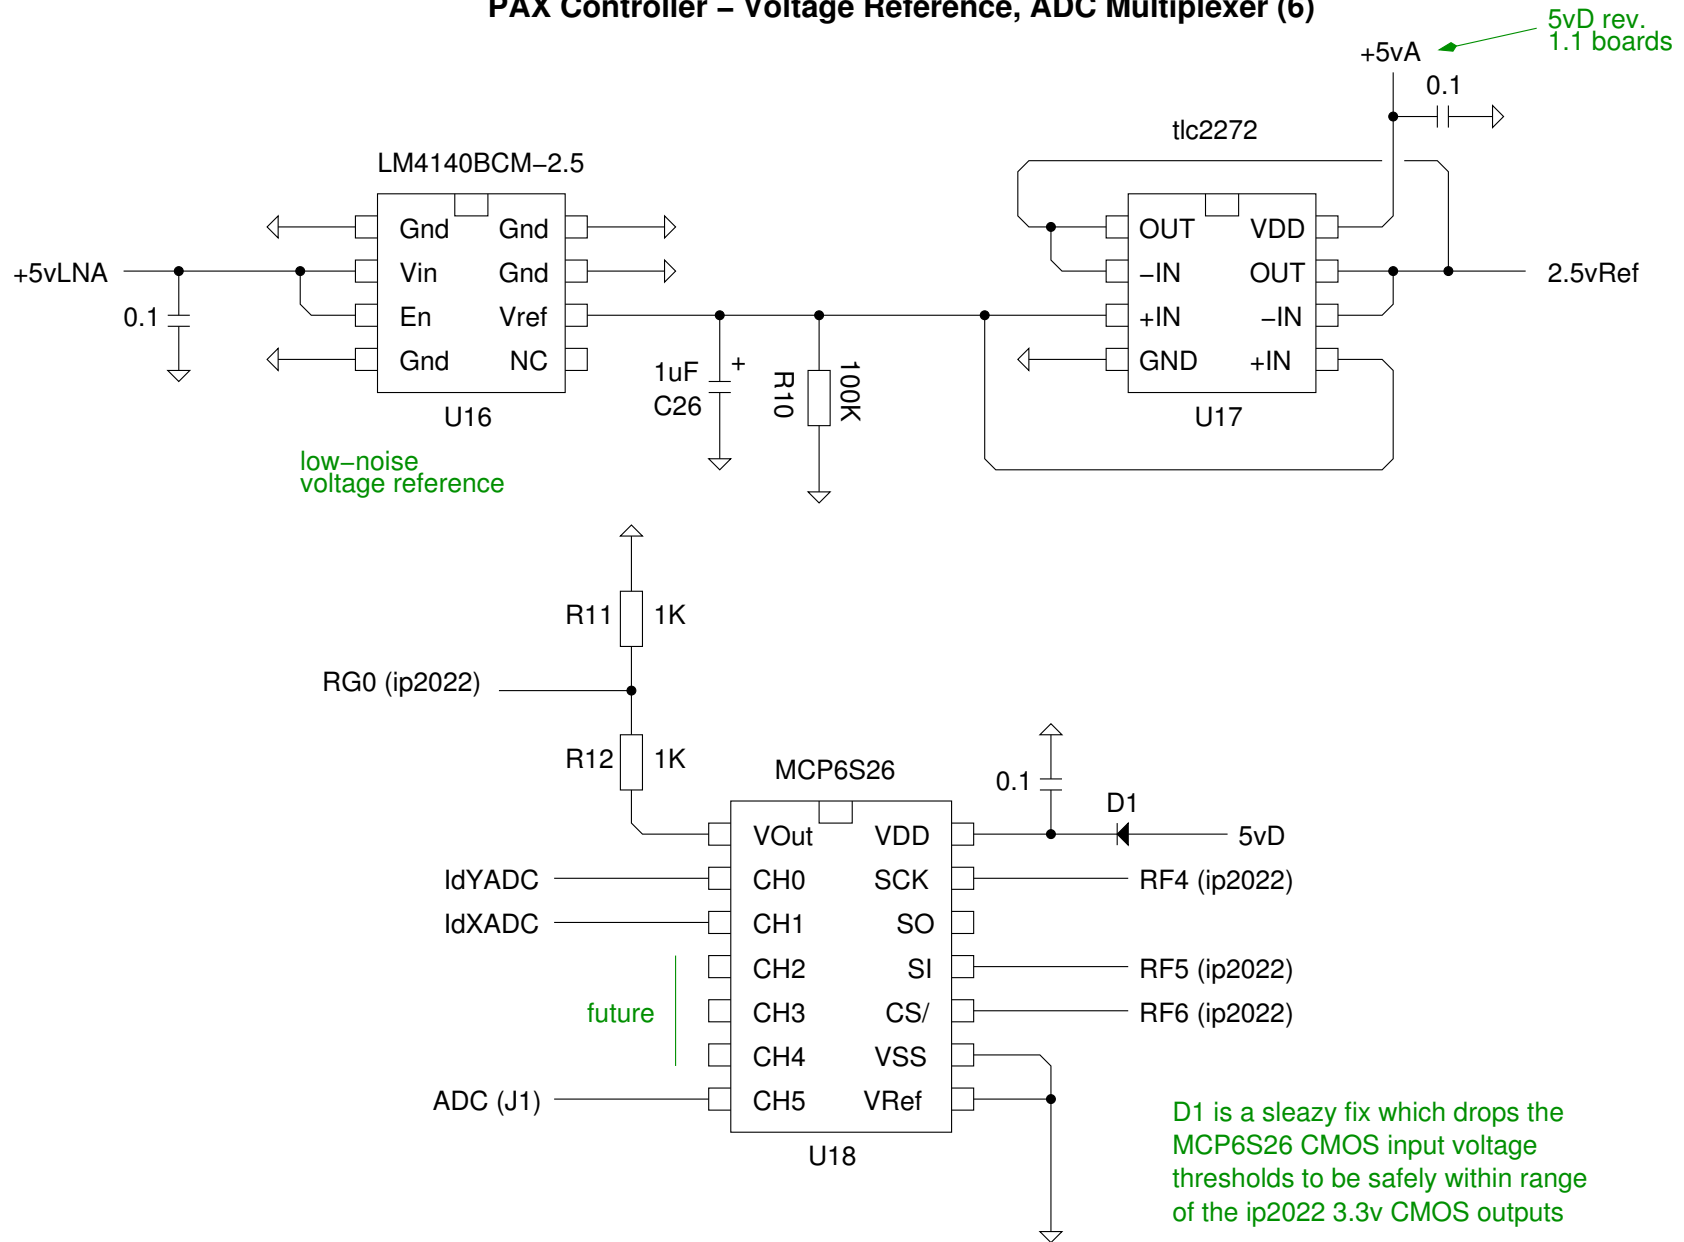 PAX Controller – Voltage Reference, ADC Multiplexer (6)
5vD rev.
1.1 boards
+5vA
0.1
tlc2272
LM4140BCM–2.5
Gnd Gnd
Vin Gnd
En Vref
Gnd NC
U16
+5vLNA
0.1
low–noise
voltage reference
1uF
C26
+
R10
100K
OUT VDD
–IN OUT
+IN –IN
GND +IN
U17
2.5vRef
R11 1K
RG0 (ip2022)
R12 1K
MCP6S26
0.1
D1
5vD
VOut VDD
IdYADC CH0 SCK RF4 (ip2022)
IdXADC CH1 SO
CH2 SI RF5 (ip2022)
future CH3 CS/ RF6 (ip2022)
CH4 VSS
ADC (J1) CH5 VRef
U18
D1 is a sleazy fix which drops the
MCP6S26 CMOS input voltage
thresholds to be safely within range
of the ip2022 3.3v CMOS outputs